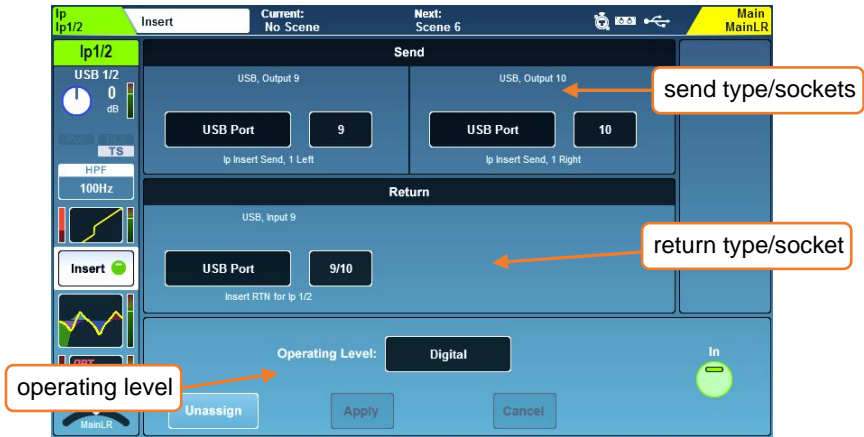 Ip
Ip1/2
Insert
Current:
No Scene
Next:
Scene 6
Main
MainLR
Ip1/2
USB 1/2
0
dB
TS
HPF
100Hz
Insert
MainLR
Send
USB, Output 9
USB Port
9
Ip Insert Send, 1 Left
USB, Output 10
USB Port
10
Ip Insert Send, 1 Right
send type/sockets
Return
USB, Input 9
USB Port
9/10
Insert RTN for Ip 1/2
return type/socket
Operating Level:
Digital
In
operating level
Unassign
Apply
Cancel